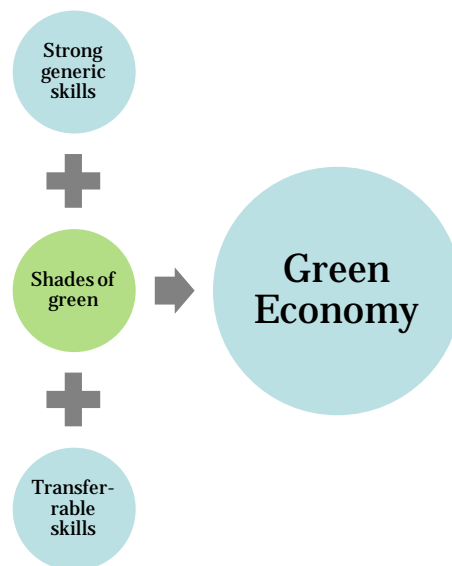 Strong
generic
skills
Shades of
green
Green
Economy
Transfer-
rable
skills